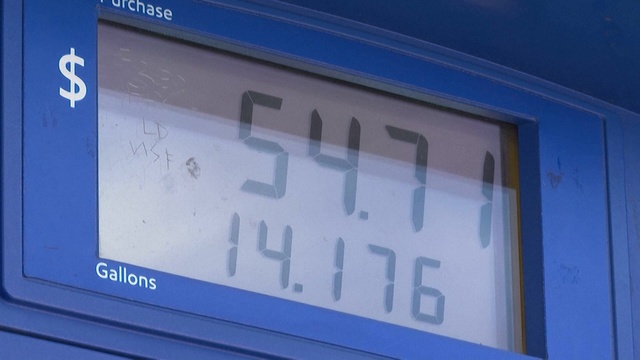 Purchase
$ 54.71
14.176
Gallons